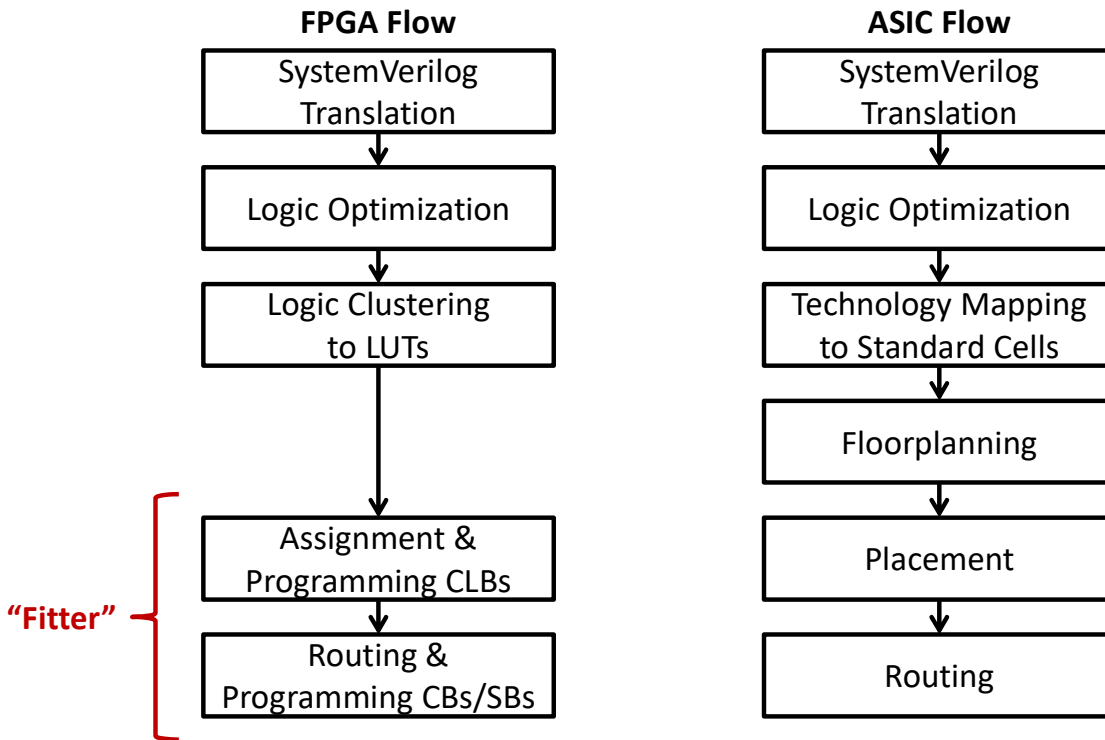 FPGA Flow
SystemVerilog
Translation
Logic Optimization
Logic Clustering
to LUTs
"Fitter"
Assignment &
Programming CLBs
Routing &
Programming CBs/SBs
ASIC Flow
SystemVerilog
Translation
Logic Optimization
Technology Mapping
to Standard Cells
Floorplanning
Placement
Routing